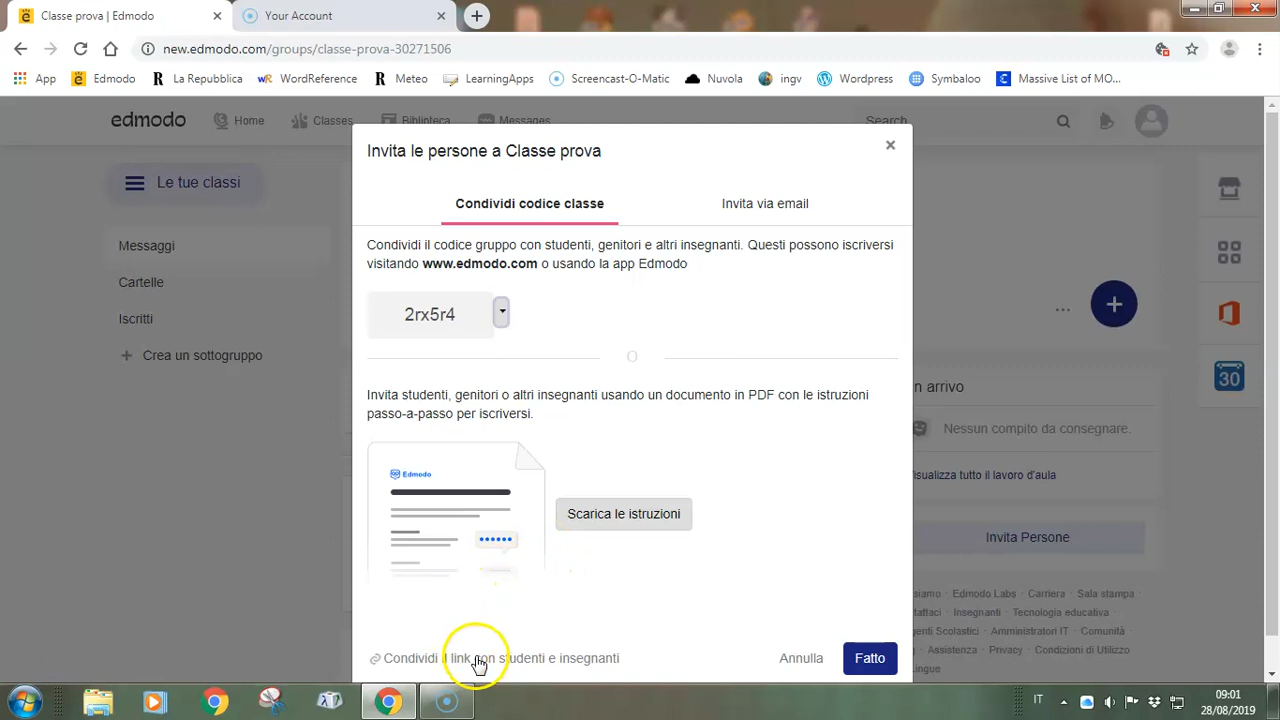 Classe prova | Edmodo
Your Account
new.edmodo.com/groups/classe-prova-30271506
App
Edmodo
La Repubblica
WordReference
Meteo
LearningApps
Screencast-O-Matic
Nuvola
ingv
Wordpress
Symbaloo
Massive List of MO...
edmodo
Home
Classes
Biblioteca
Messages
Search
Le tue classi
Messaggi
Cartelle
Iscritti
Crea un sottogruppo
Invita le persone a Classe prova
Condividi codice classe
Invita via email
Condividi il codice gruppo con studenti, genitori e altri insegnanti. Questi possono iscriversi
visitando www.edmodo.com o usando la app Edmodo
2rx5r4
O
Invita studenti, genitori o altri insegnanti usando un documento in PDF con le istruzioni
passo-a-passo per iscriversi.
Edmodo
Scarica le istruzioni
Condividi il link con studenti e insegnanti
Annulla
Fatto
n arrivo
Nessun compito da consegnare.
isualizza tutto il lavoro d'aula
Invita Persone
siamo · Edmodo Labs · Carriera · Sala stampa ·
ntattaci · Insegnanti · Tecnologia educativa ·
genti Scolastici · Amministratori IT · Comunità
· Assistenza · Privacy · Condizioni di Utilizzo
Lingue
30
IT
09:01
28/08/2019